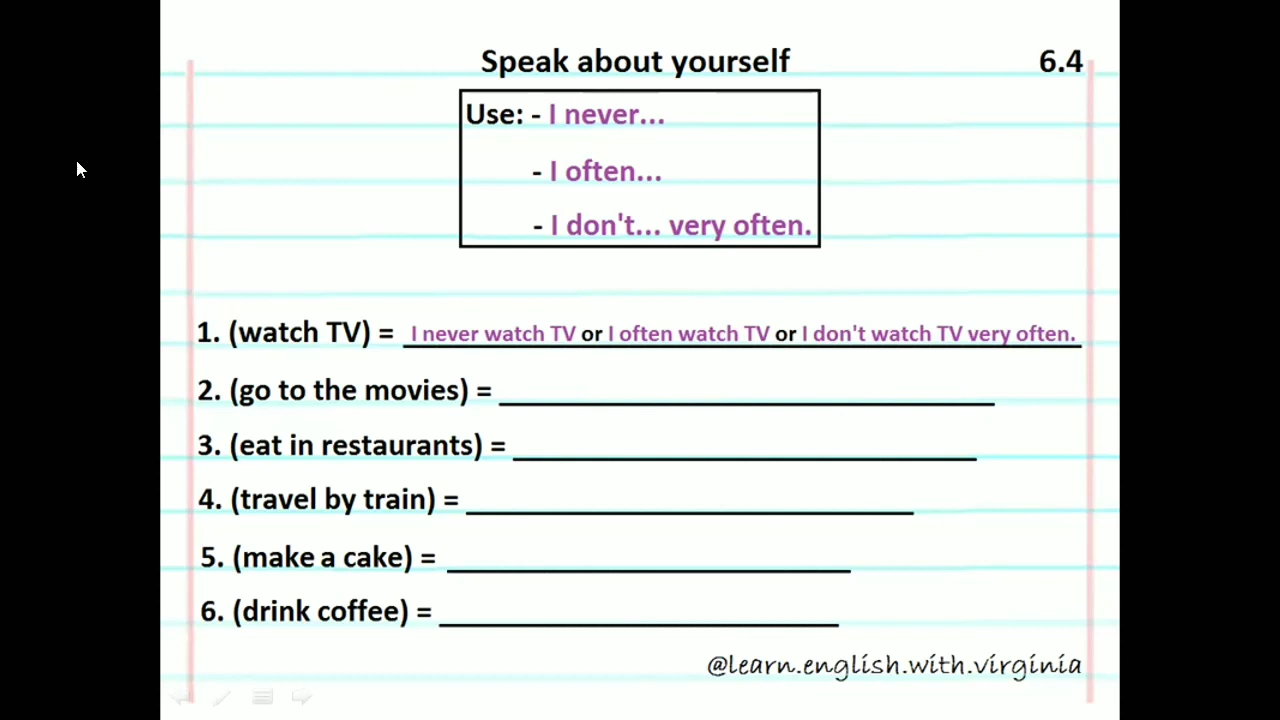 Speak about yourself 6.4
Use: - I never...
- I often...
- I don't... very often.
1. (watch TV) = I never watch TV or I often watch TV or I don't watch TV very often.
2. (go to the movies) = 
3. (eat in restaurants) = 
4. (travel by train) = 
5. (make a cake) = 
6. (drink coffee) = 
@learn.english.with.virginia